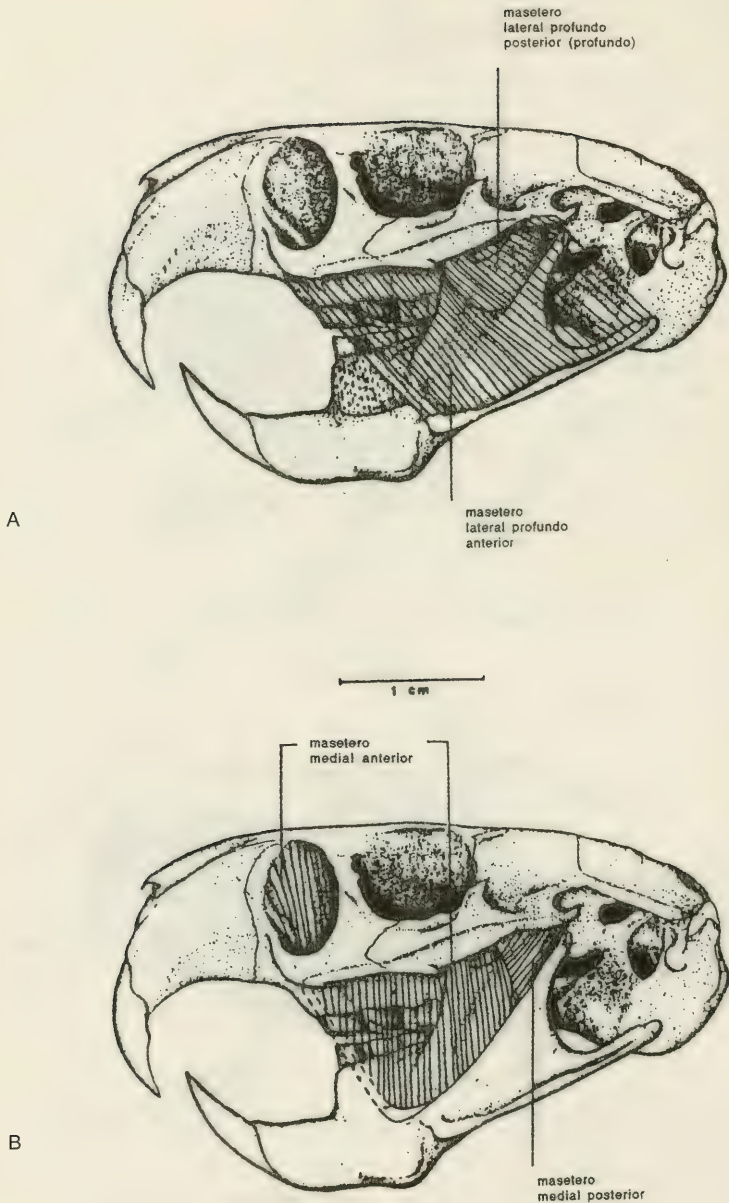 masetero
lateral profundo
posterior (profundo)
A
masetero
lateral profundo
anterior
1 cm
masetero
medial anterior
B
masetero
medial posterior